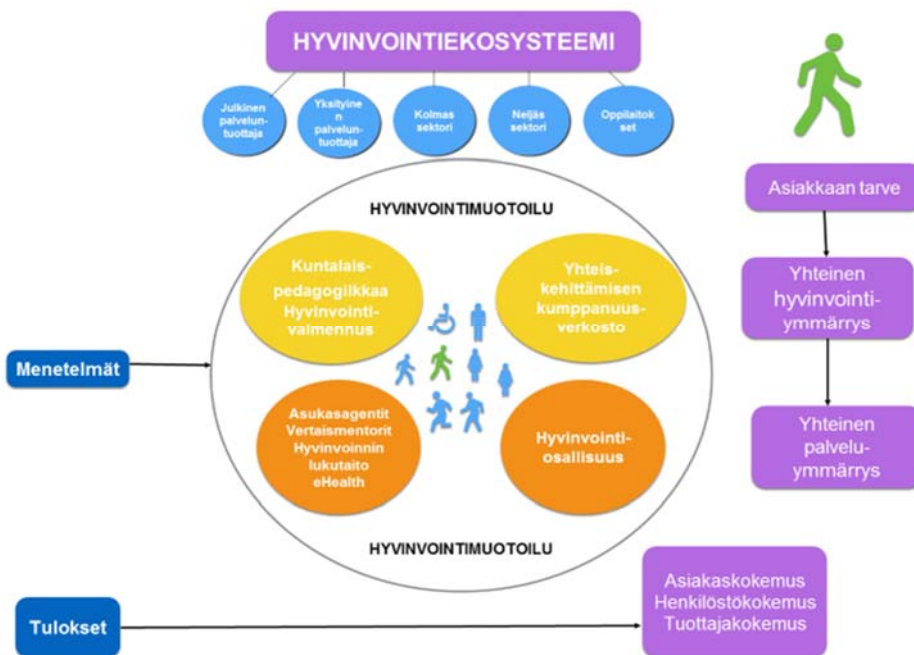 HYVINVOINTIEKOSYSTEEMI
Julkinen
palvelun-
tuottaja
Yksityine
n
palvelun-
tuottaja
Kolmas
sektori
Neljäs
sektori
Oppilaitok
set
HYVINVOINTIMUOTOILU
Kuntalais-
pedagogiikkaa
Hyvinvointi-
valmennus
Yhteis-
kehittämisen
kumppanuus-
verkosto
Asukasagentit
Vertaismentorit
Hyvinvoinnin
lukutaito
eHealth
Hyvinvointi-
osallisuus
HYVINVOINTIMUOTOILU
Menetelmät
Asiakkaan tarve
Yhteinen
hyvinvointi-
ymmärrys
Yhteinen
palvelu-
ymmärrys
Tulokset
Asiakaskokemus
Henkilöstökokemus
Tuottajakokemus